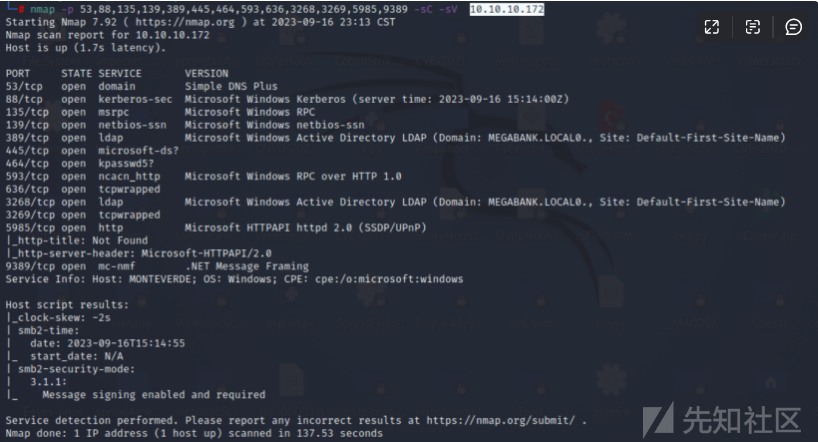 └─# nmap -p 53,88,135,139,389,445,464,593,636,3268,3269,5985,9389 -sC -sV 10.10.10.172
Starting Nmap 7.92 ( https://nmap.org ) at 2023-09-16 23:13 CST
Nmap scan report for 10.10.10.172
Host is up (1.7s latency).

PORT     STATE SERVICE       VERSION
53/tcp   open  domain        Simple DNS Plus
88/tcp   open  kerberos-sec  Microsoft Windows Kerberos (server time: 2023-09-16 15:14:00Z)
135/tcp  open  msrpc         Microsoft Windows RPC
139/tcp  open  netbios-ssn   Microsoft Windows netbios-ssn
389/tcp  open  ldap          Microsoft Windows Active Directory LDAP (Domain: MEGABANK.LOCAL0., Site: Default-First-Site-Name)
445/tcp  open  microsoft-ds?
464/tcp  open  kpasswd5?
593/tcp  open  ncacn_http    Microsoft Windows RPC over HTTP 1.0
636/tcp  open  tcpwrapped
3268/tcp open  ldap          Microsoft Windows Active Directory LDAP (Domain: MEGABANK.LOCAL0., Site: Default-First-Site-Name)
3269/tcp open  tcpwrapped
5985/tcp open  http          Microsoft HTTPAPI httpd 2.0 (SSDP/UPnP)
|_http-title: Not Found
|_http-server-header: Microsoft-HTTPAPI/2.0
9389/tcp open  mc-nmf        .NET Message Framing
Service Info: Host: MONTEVERDE; OS: Windows; CPE: cpe:/o:microsoft:windows

Host script results:
|_clock-skew: -2s
| smb2-time:
|   date: 2023-09-16T15:14:55
|_  start_date: N/A
| smb2-security-mode:
|   3.1.1:
|_    Message signing enabled and required

Service detection performed. Please report any incorrect results at https://nmap.org/submit/ .
Nmap done: 1 IP address (1 host up) scanned in 137.53 seconds
先知社区